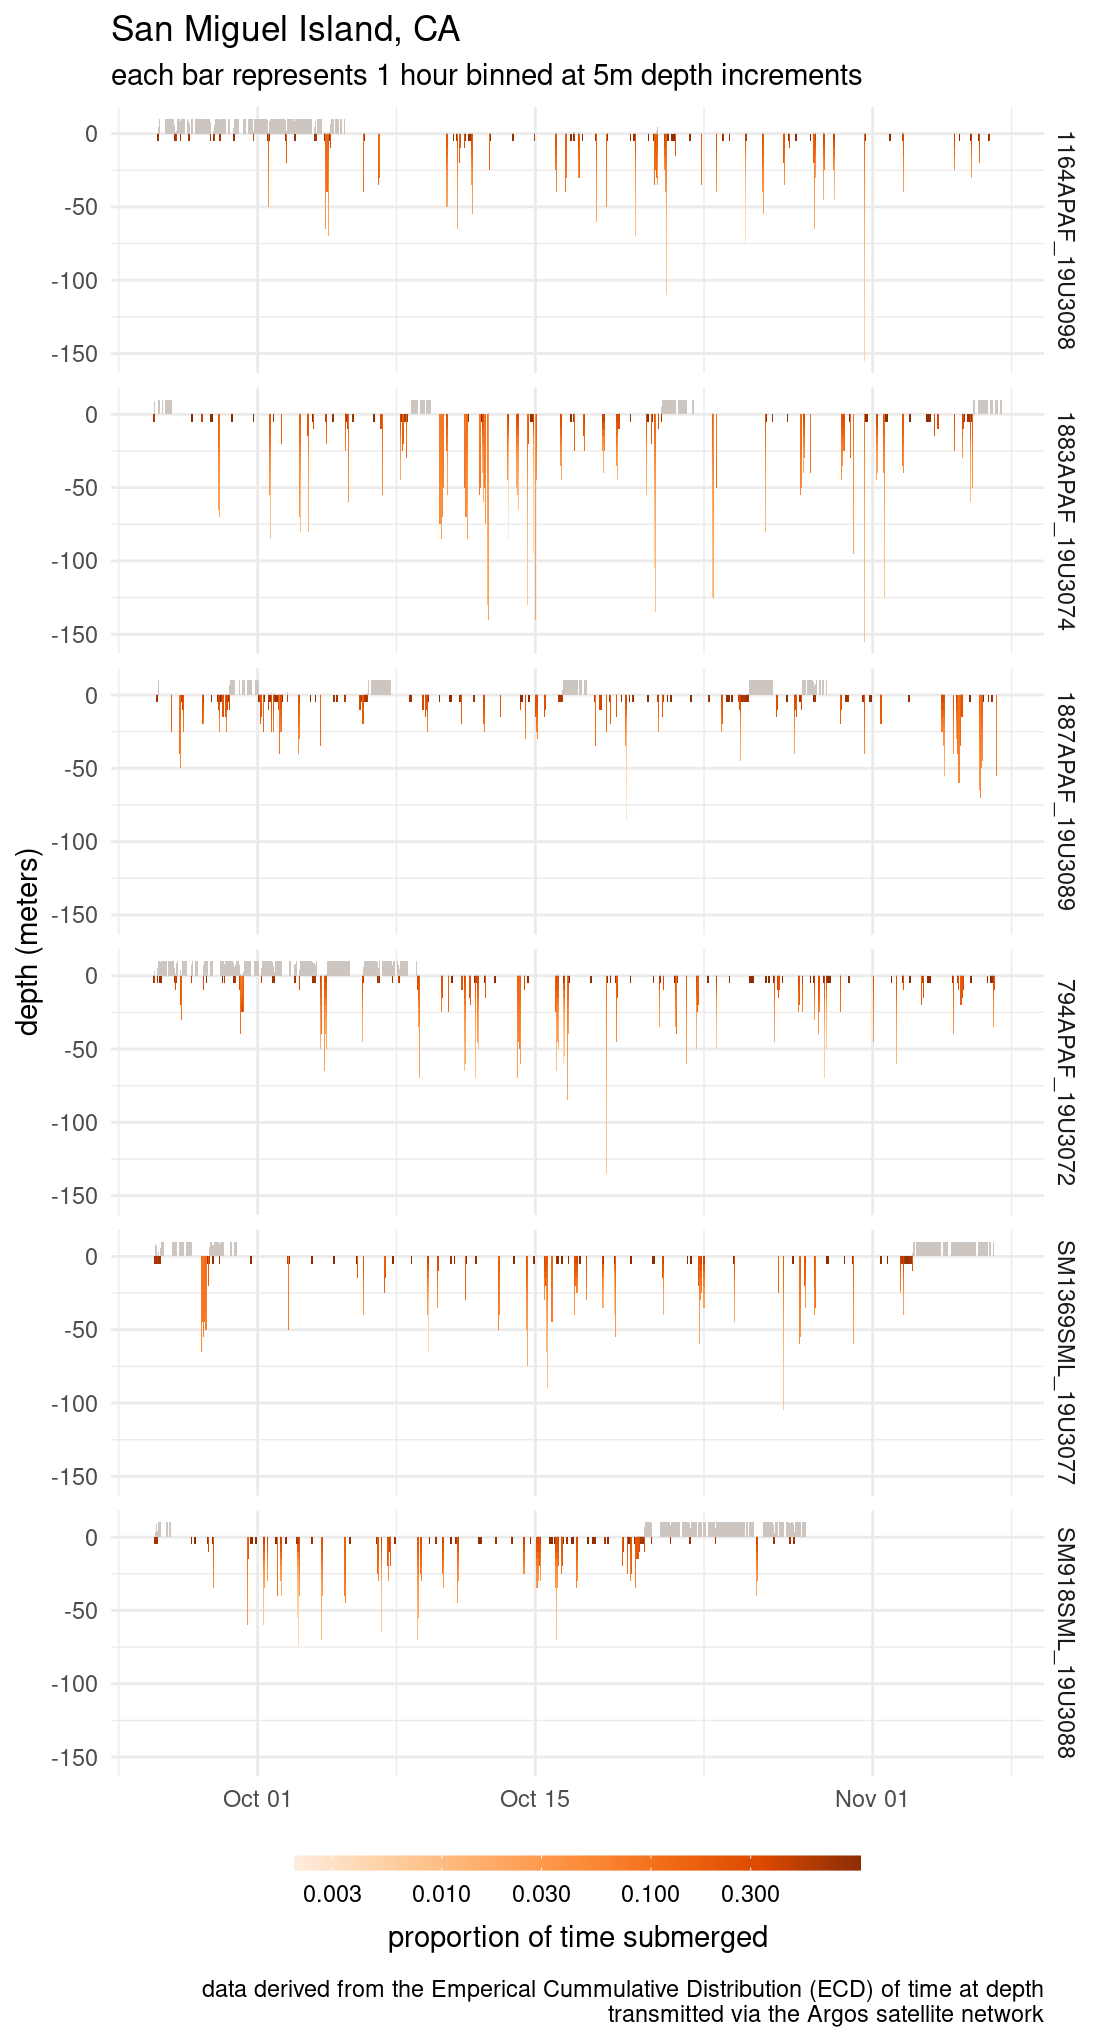 San Miguel Island, CA
each bar represents 1 hour binned at 5m depth increments
depth (meters)
0
-50
-100
-150
1164APAF_19U3098
0
-50
-100
-150
1883APAF_19U3074
0
-50
-100
-150
1887APAF_19U3089
0
-50
-100
-150
794APAF_19U3072
0
-50
-100
-150
SM1369SML_19U3077
0
-50
-100
-150
SM918SML_19U3088
Oct 01 Oct 15 Nov 01
0.003 0.010 0.030 0.100 0.300
proportion of time submerged
data derived from the Emperical Cummulative Distribution (ECD) of time at depth
transmitted via the Argos satellite network